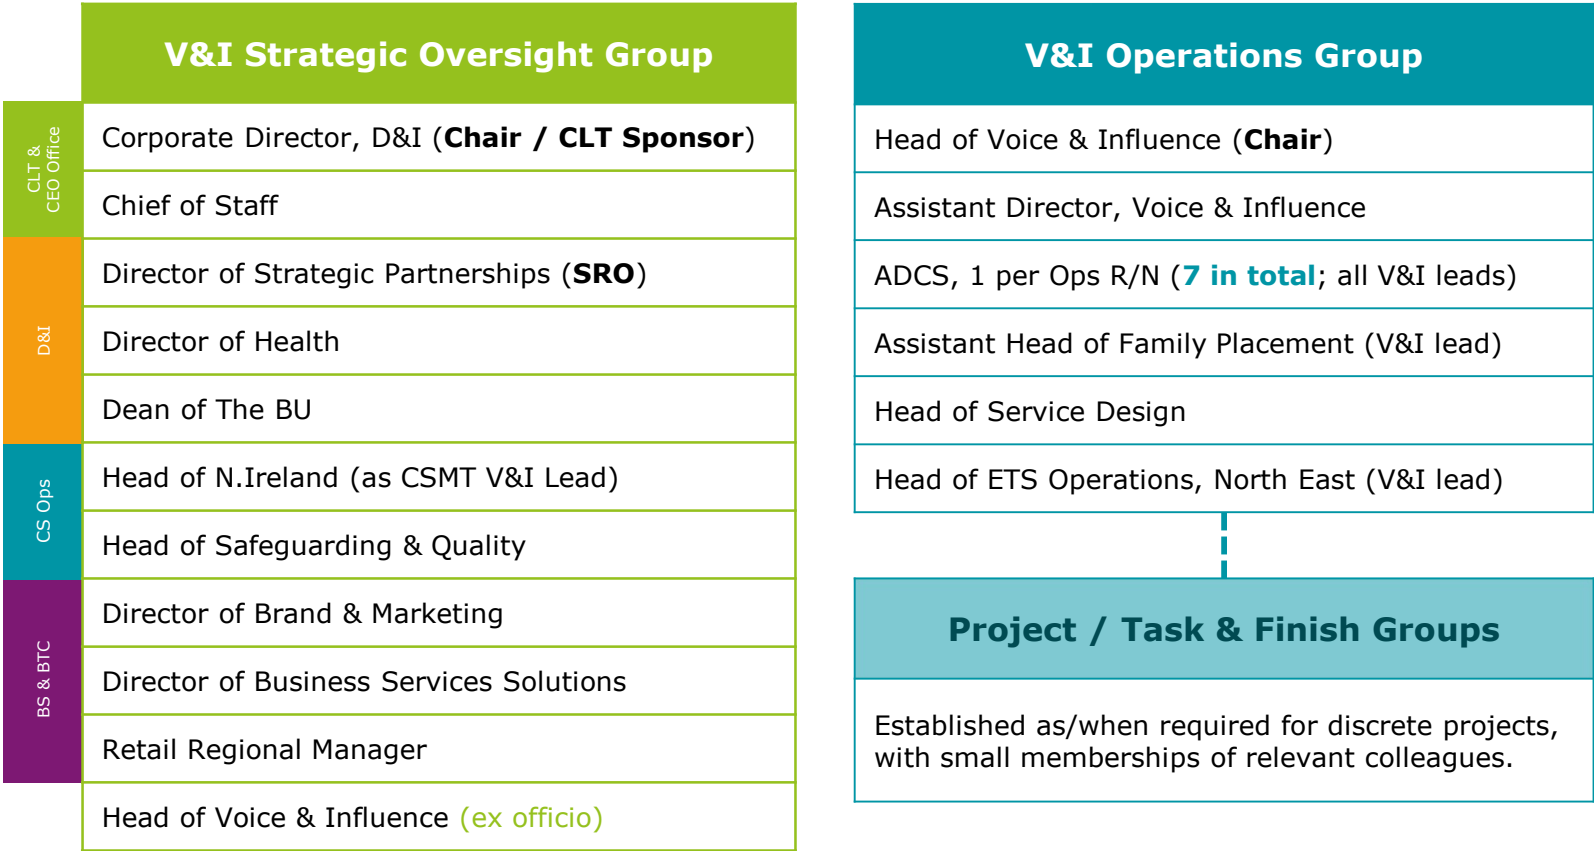 V&I Strategic Oversight Group
CLT &
CEO Office
Corporate Director, D&I (Chair / CLT Sponsor)
Chief of Staff
D&I
Director of Strategic Partnerships (SRO)
Director of Health
Dean of The BU
CS Ops
Head of N.Ireland (as CSMT V&I Lead)
Head of Safeguarding & Quality
BS & BTC
Director of Brand & Marketing
Director of Business Services Solutions
Retail Regional Manager
Head of Voice & Influence (ex officio)
V&I Operations Group
Head of Voice & Influence (Chair)
Assistant Director, Voice & Influence
ADCS, 1 per Ops R/N (7 in total; all V&I leads)
Assistant Head of Family Placement (V&I lead)
Head of Service Design
Head of ETS Operations, North East (V&I lead)
Project / Task & Finish Groups
Established as/when required for discrete projects,
with small memberships of relevant colleagues.